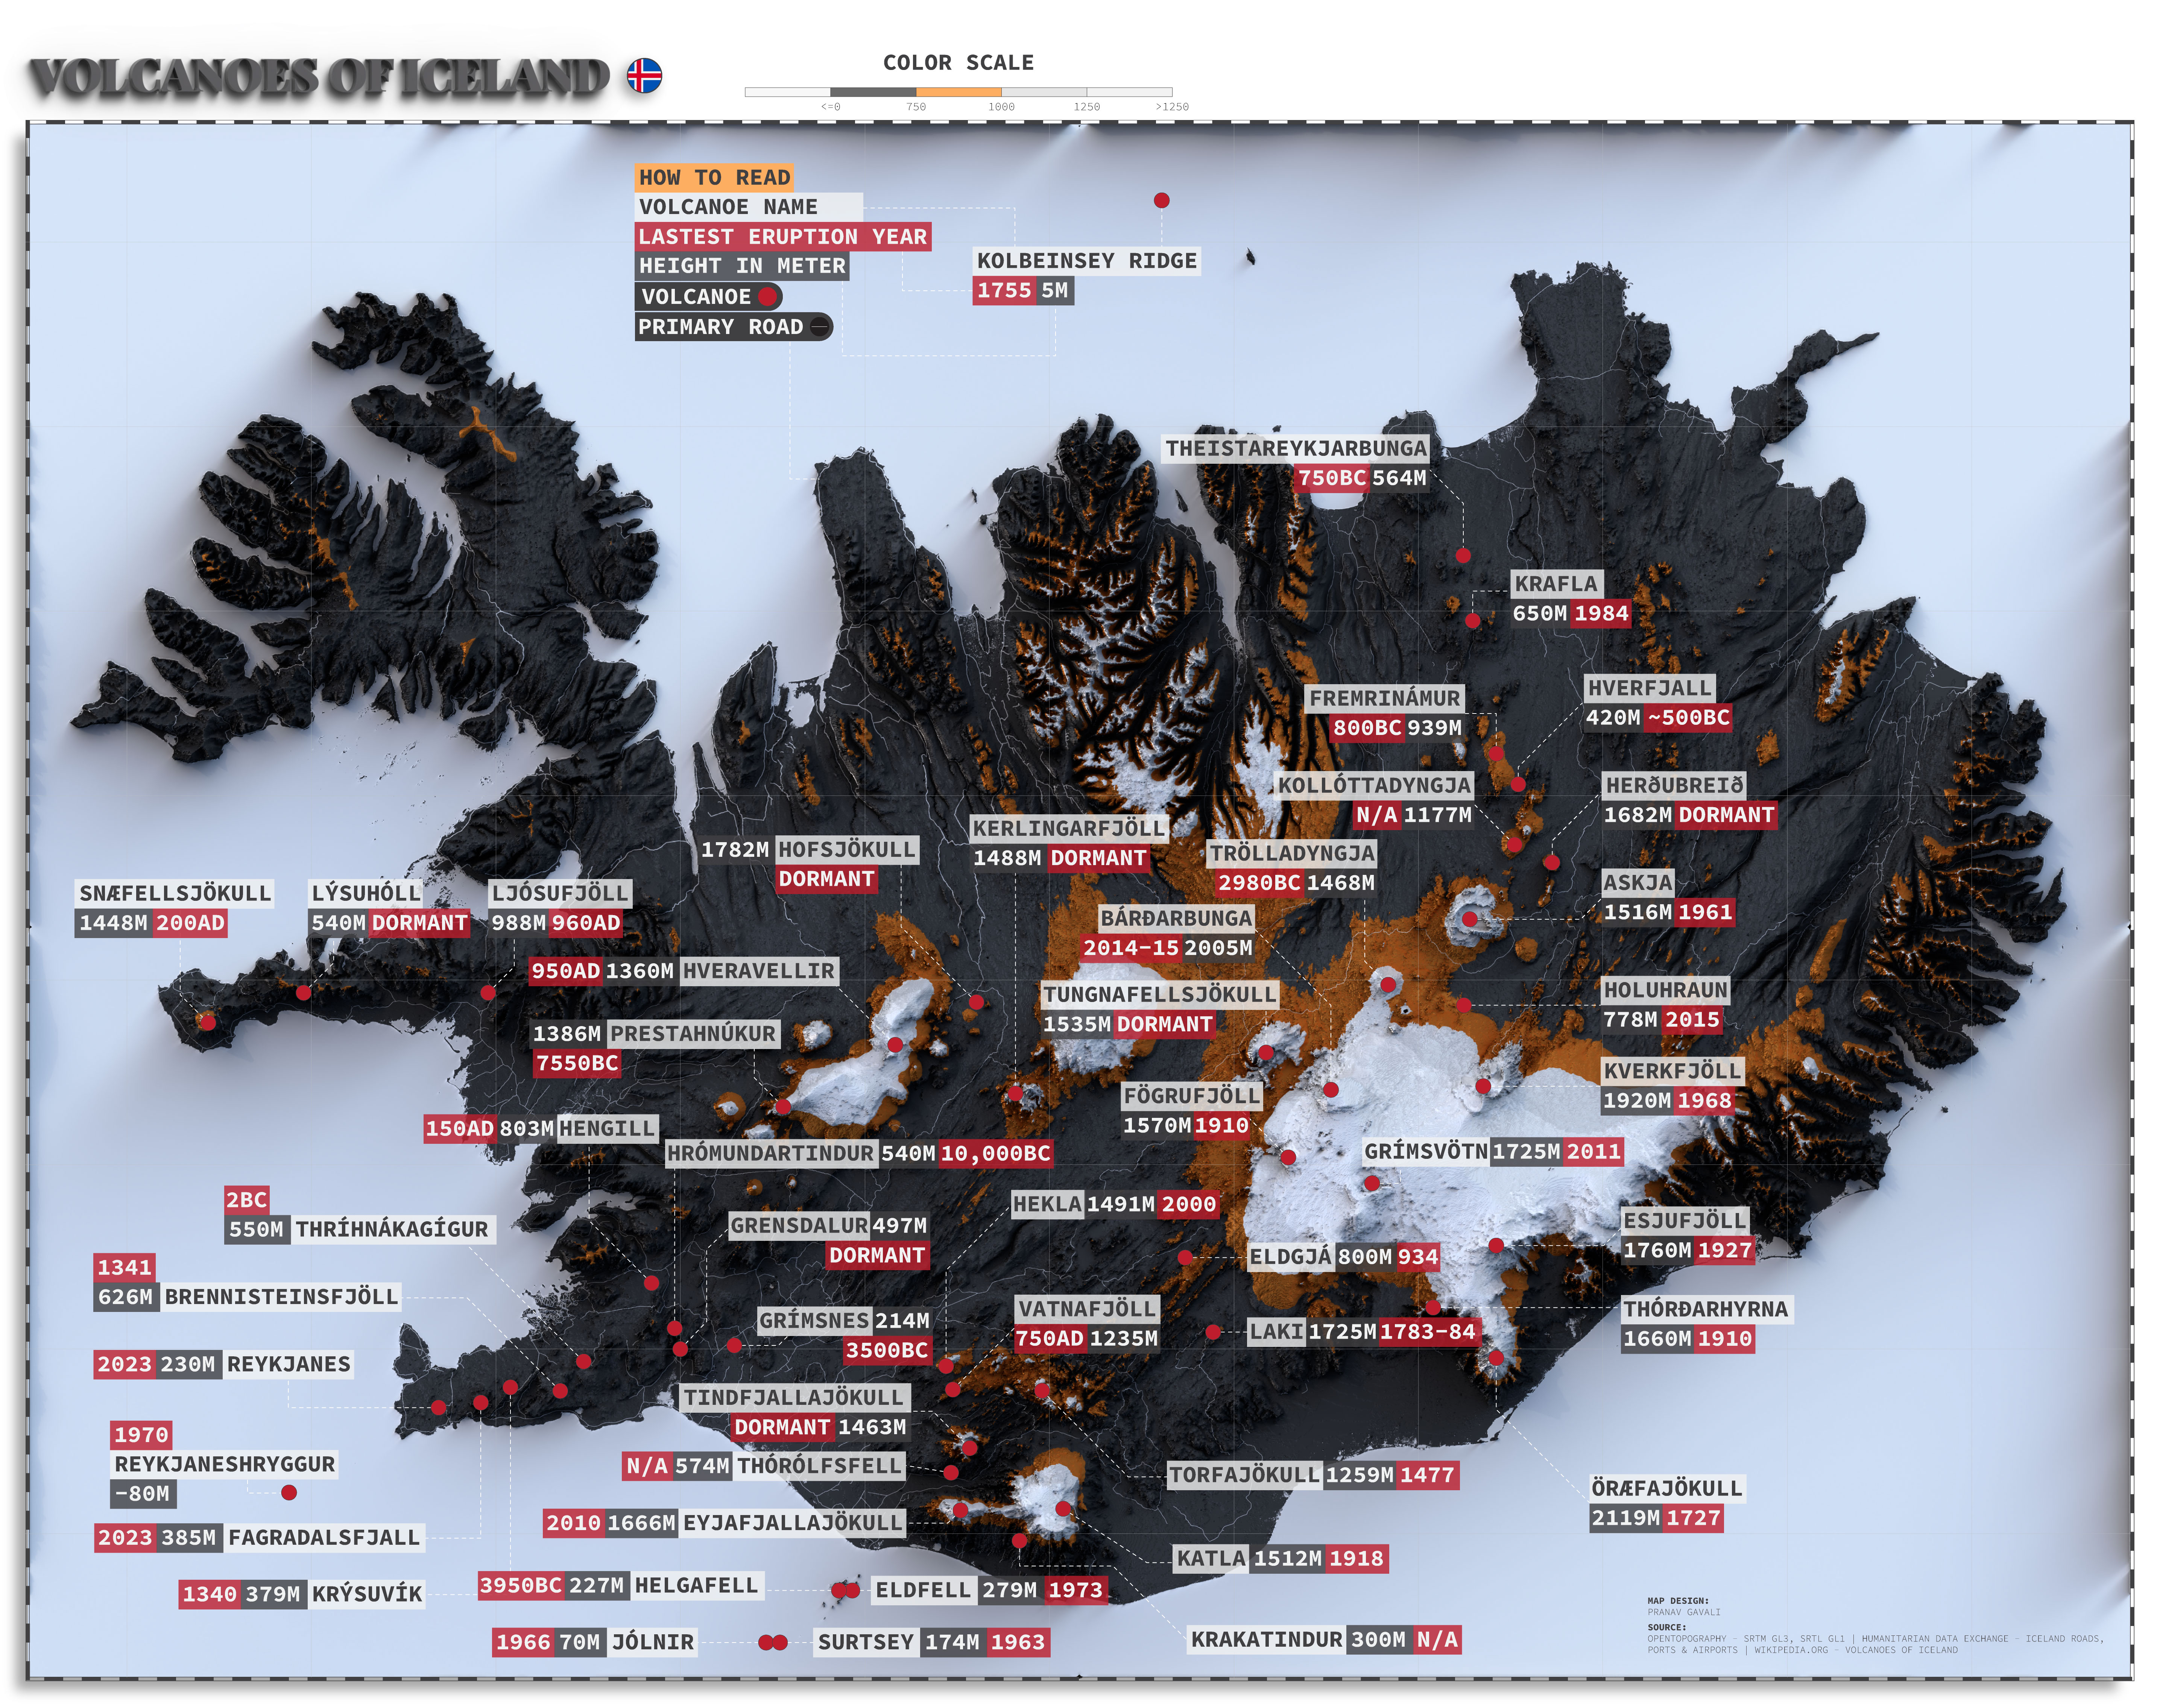 VOLCANOES OF ICELAND
COLOR SCALE
<=0 750 1000 1250 >1250
HOW TO READ
VOLCANOE NAME
LASTEST ERUPTION YEAR
HEIGHT IN METER
VOLCANOE
PRIMARY ROAD
KOLBEINSEY RIDGE
1755 5M
THEISTAREYKJARBUNGA
750BC 564M
KRAFLA
650M 1984
HVERFJALL
420M ~500BC
FREMRINÁMUR
800BC 939M
KOLLÓTTADYNGJA
N/A 1177M
HERðUBREIð
1682M DORMANT
KERLINGARFJÖLL
1488M DORMANT
1782M HOFSJÖKULL
DORMANT
TRÖLLADYNGJA
2980BC 1468M
ASKJA
1516M 1961
SNÆFELLSJÖKULL
1448M 200AD
LÝSUHÓLL
540M DORMANT
LJÓSUFJÖLL
988M 960AD
BÁRÐARBUNGA
2014-15 2005M
950AD 1360M HVERAVELLIR
TUNGNAFELLSJÖKULL
1535M DORMANT
HOLUHRAUN
778M 2015
1386M PRESTAHNÚKUR
7550BC
KVERKFJÖLL
1920M 1968
FÖGRUFJÖLL
1570M 1910
150AD 803M HENGILL
HRÓMUNDARTINDUR 540M 10,000BC
GRÍMSVÖTN 1725M 2011
2BC
550M THRÍHNÁKAGÍGUR
HEKLA 1491M 2000
GRENSDALUR 497M
DORMANT
ESJUFJÖLL
1760M 1927
ELDGJÁ 800M 934
1341
626M BRENNISTEINSFJÖLL
VATNAFJÖLL
750AD 1235M
THÓRÐARHYRNA
1660M 1910
GRÍMSNES 214M
3500BC
LAKI 1725M 1783-84
2023 230M REYKJANES
TINDFJALLAJÖKULL
DORMANT 1463M
1970
REYKJANESHRYGGUR
-80M
N/A 574M THÓRÓLFSFELL
TORFAJÖKULL 1259M 1477
ÖRÆFAJÖKULL
2119M 1727
2023 385M FAGRADALSFJALL
2010 1666M EYJAFJALLAJÖKULL
KATLA 1512M 1918
1340 379M KRÝSUVÍK
3950BC 227M HELGAFELL
ELDFELL 279M 1973
1966 70M JÓLNIR
SURTSEY 174M 1963
KRAKATINDUR 300M N/A
MAP DESIGN:
PRANAV GAVALI
SOURCE:
OPENTOPOGRAPHY - SRTM GL3, SRTL GL1 | HUMANITARIAN DATA EXCHANGE - ICELAND ROADS,
PORTS & AIRPORTS | WIKIPEDIA.ORG - VOLCANOES OF ICELAND